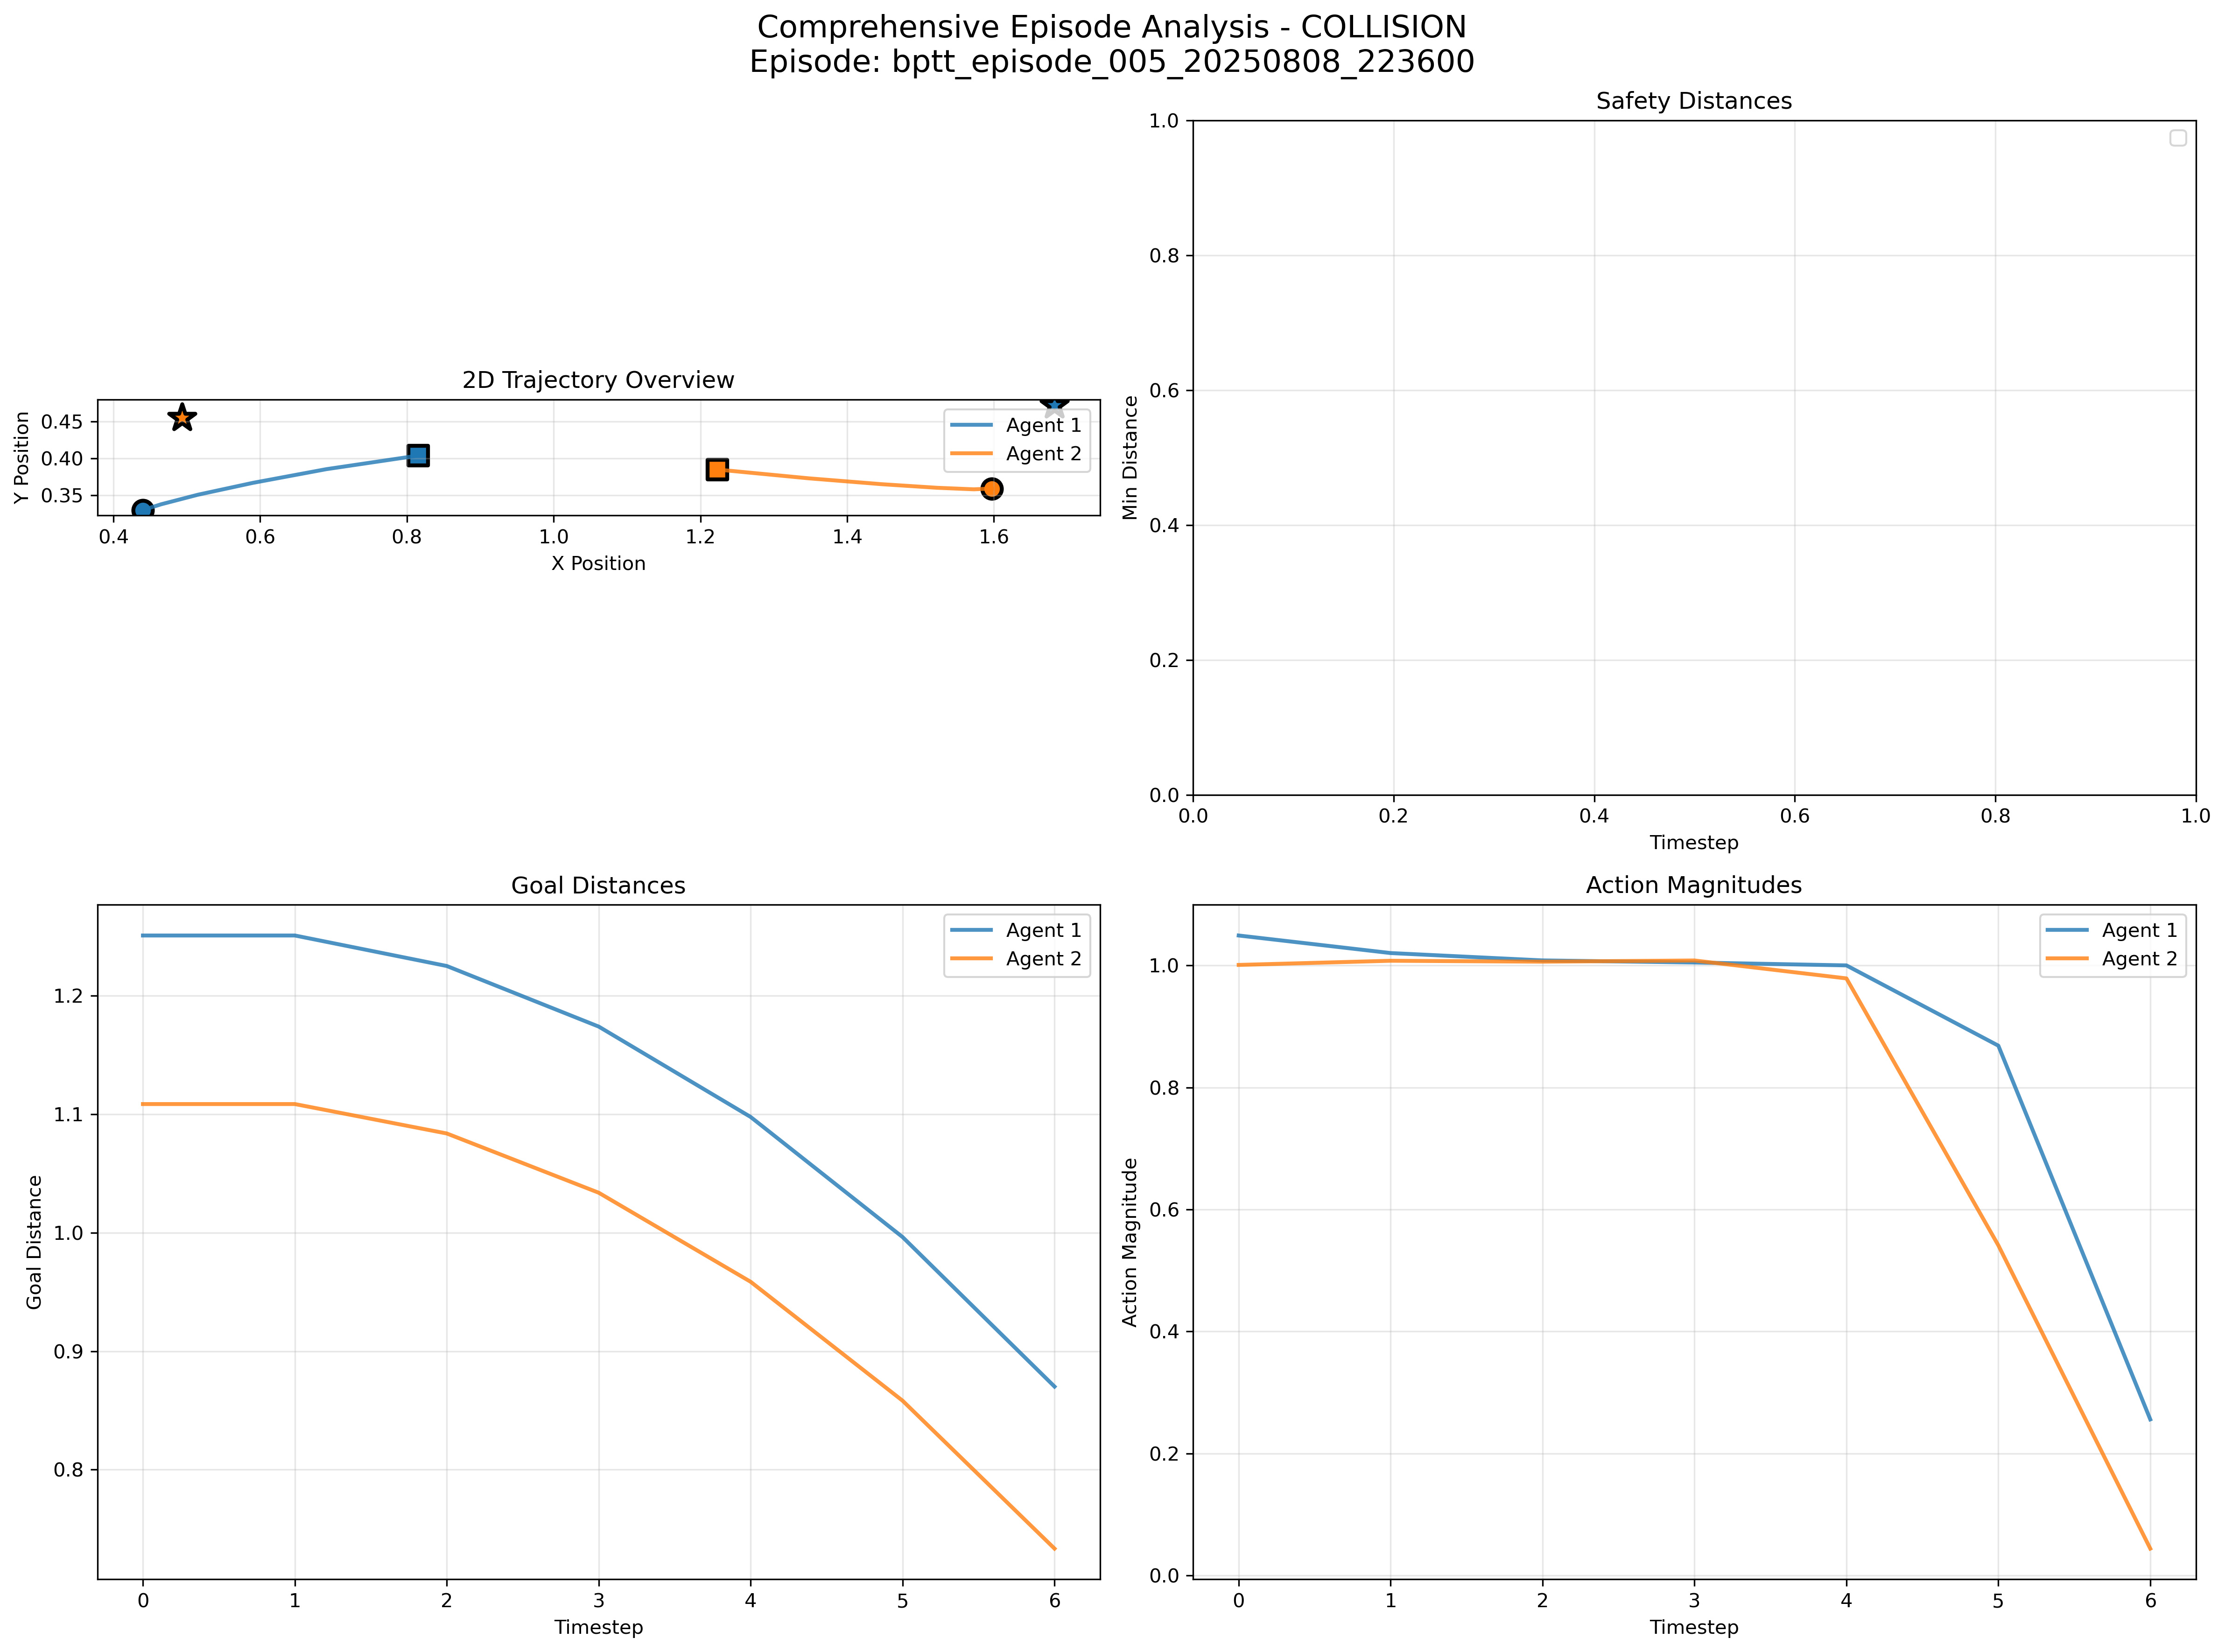 Comprehensive Episode Analysis - COLLISION
Episode: bptt_episode_005_20250808_223600
2D Trajectory Overview
Y Position
0.45
0.40
0.35
Agent 1
Agent 2
0.4 0.6 0.8 1.0 1.2 1.4 1.6
X Position
Safety Distances
Min Distance
1.0
0.8
0.6
0.4
0.2
0.0
0.0 0.2 0.4 0.6 0.8 1.0
Timestep
Goal Distances
Goal Distance
1.2
1.1
1.0
0.9
0.8
Agent 1
Agent 2
0 1 2 3 4 5 6
Timestep
Action Magnitudes
Action Magnitude
1.0
0.8
0.6
0.4
0.2
0.0
Agent 1
Agent 2
0 1 2 3 4 5 6
Timestep